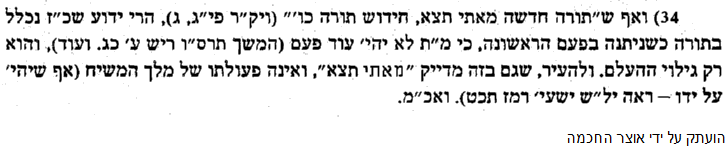 34) ואף ש״תורה חדשה מאתי תצא, חידוש תורה כו׳״ (ויק״ר פי״ג, ג), הרי ידוע שכ״ז נכלל
בתורה כשניתנה בפעם הראשונה, כי מ״ת לא יהי׳ עוד פעם (המשך תרס״ו ריש ע׳ כג. ועוד), והוא
רק גילוי ההעלם. ולהעיר, שגם בזה מדייק ״מאתי תצא״, ואינה פעולתו של מלך המשיח (אף שיהי׳
על ידו – ראה יל״ש ישעי׳ רמז תכט). ואכ״מ.
הועתק על ידי אוצר החכמה